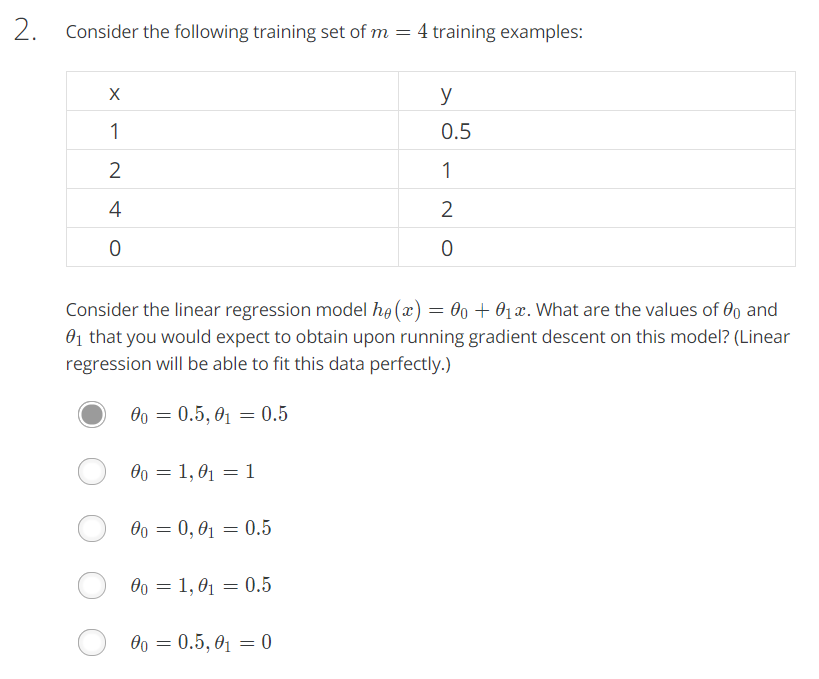 2. Consider the following training set of m = 4 training examples:
x y
1 0.5
2 1
4 2
0 0
Consider the linear regression model hθ(x) = θ0 + θ1x. What are the values of θ0 and
θ1 that you would expect to obtain upon running gradient descent on this model? (Linear
regression will be able to fit this data perfectly.)
θ0 = 0.5, θ1 = 0.5
θ0 = 1, θ1 = 1
θ0 = 0, θ1 = 0.5
θ0 = 1, θ1 = 0.5
θ0 = 0.5, θ1 = 0